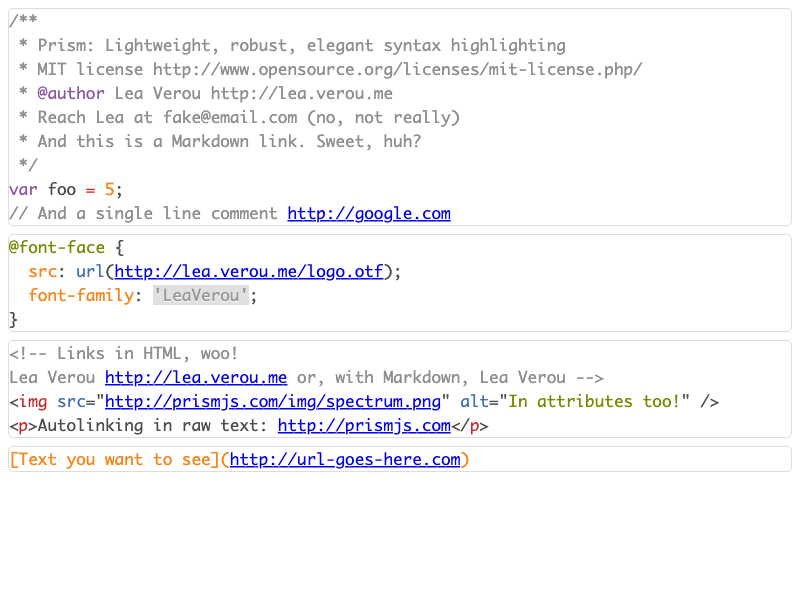 /**
 * Prism: Lightweight, robust, elegant syntax highlighting
 * MIT license http://www.opensource.org/licenses/mit-license.php/
 * @author Lea Verou http://lea.verou.me
 * Reach Lea at fake@email.com (no, not really)
 * And this is a Markdown link. Sweet, huh?
 */
var foo = 5;
// And a single line comment http://google.com
@font-face {
  src: url(http://lea.verou.me/logo.otf);
  font-family: 'LeaVerou';
}
<!-- Links in HTML, woo!
Lea Verou http://lea.verou.me or, with Markdown, Lea Verou -->
<img src="http://prismjs.com/img/spectrum.png" alt="In attributes too!" />
<p>Autolinking in raw text: http://prismjs.com</p>
[Text you want to see](http://url-goes-here.com)